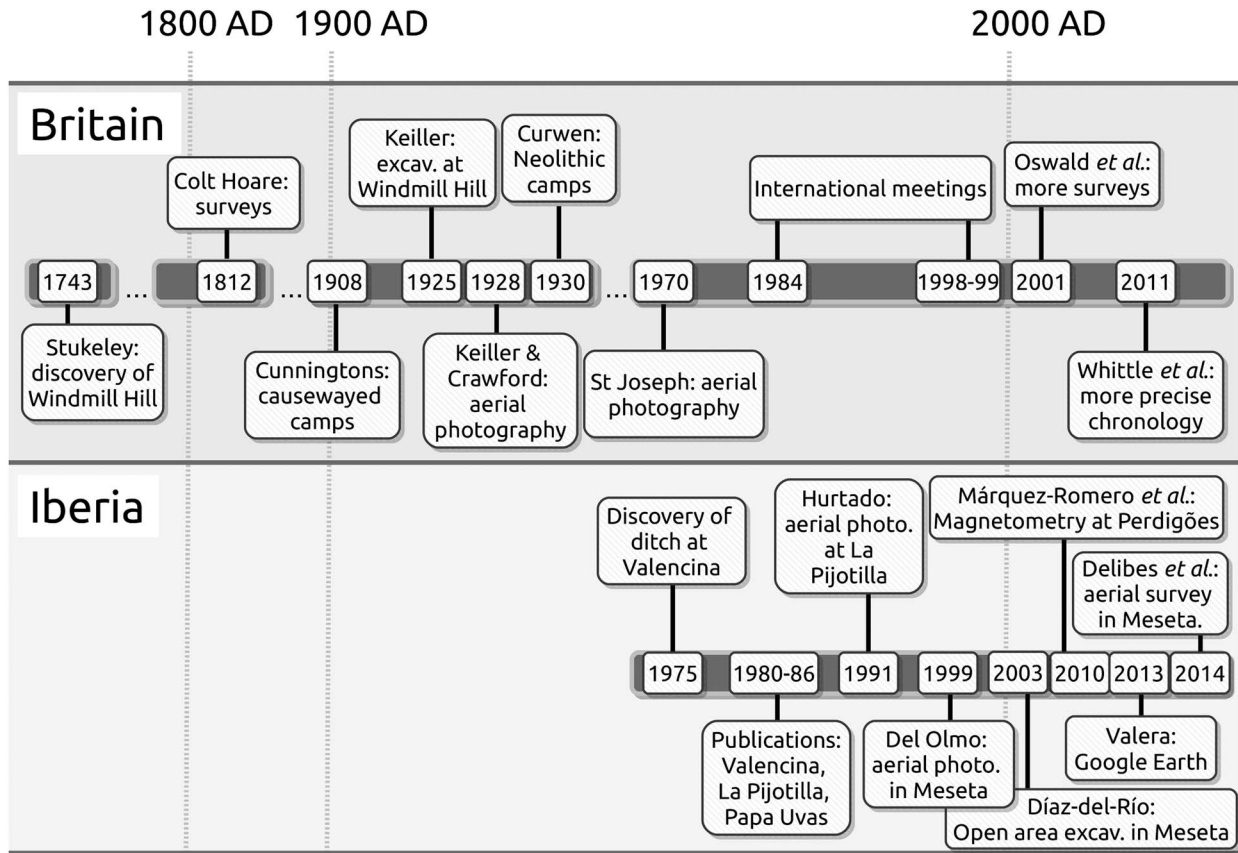 1800 AD
1900 AD
2000 AD
Britain
Colt Hoare:
surveys
Keiller:
excav. at
Windmill Hill
Curwen:
Neolithic
camps
International meetings
Oswald et al.:
more surveys
1743
...
1812
...
1908
1925
1928
1930
...
1970
1984
1998-99
2001
2011
Stukeley:
discovery of
Windmill Hill
Cunningtons:
causewayed
camps
Keiller &
Crawford:
aerial
photography
St Joseph: aerial
photography
Whittle et al.:
more precise
chronology
Iberia
Discovery of
ditch at
Valencina
Hurtado:
aerial photo.
at La
Pijotilla
Márquez-Romero et al.:
Magnetometry at Perdigões
Delibes et al.:
aerial survey
in Meseta.
1975
1980-86
1991
1999
2003
2010
2013
2014
Publications:
Valencina,
La Pijotilla,
Papa Uvas
Del Olmo:
aerial photo.
in Meseta
Valera:
Google Earth
Díaz-del-Río:
Open area excav. in Meseta